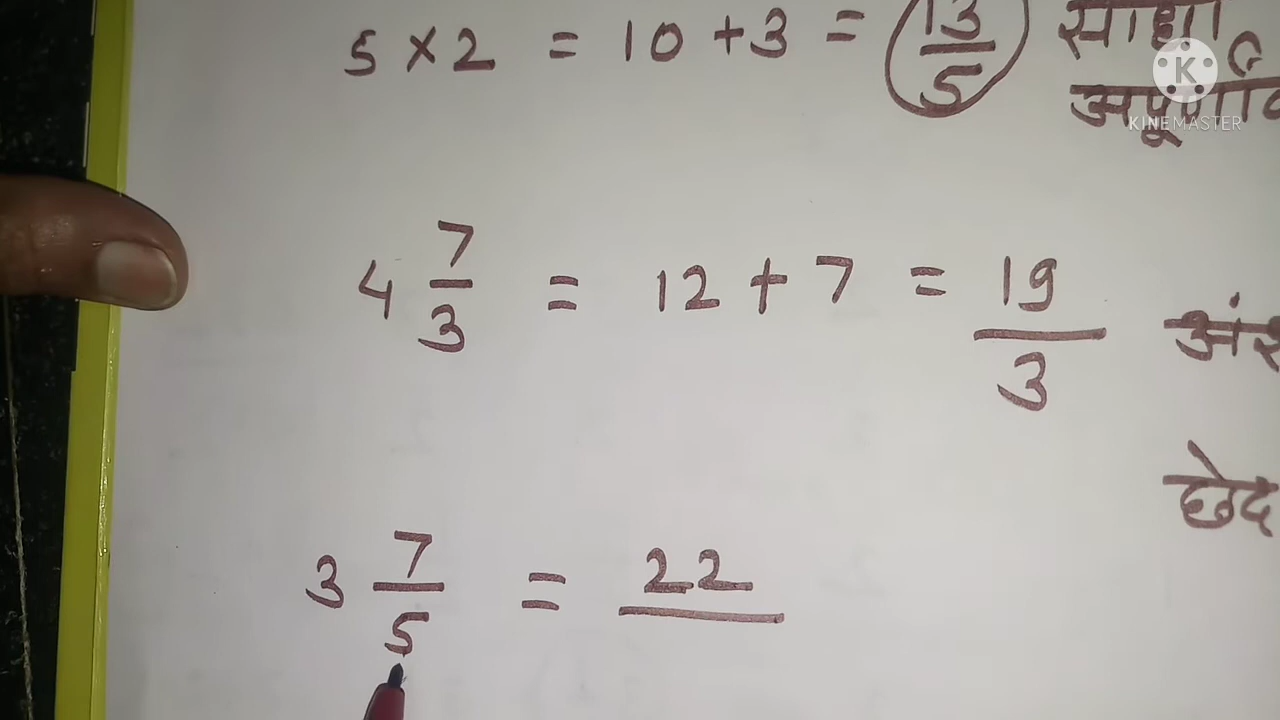 5 × 2 = 10 + 3 = 13/5 साधा
KINEMASTER
4 7/3 = 12 + 7 = 19/3
छेद
3 7/5 = 22